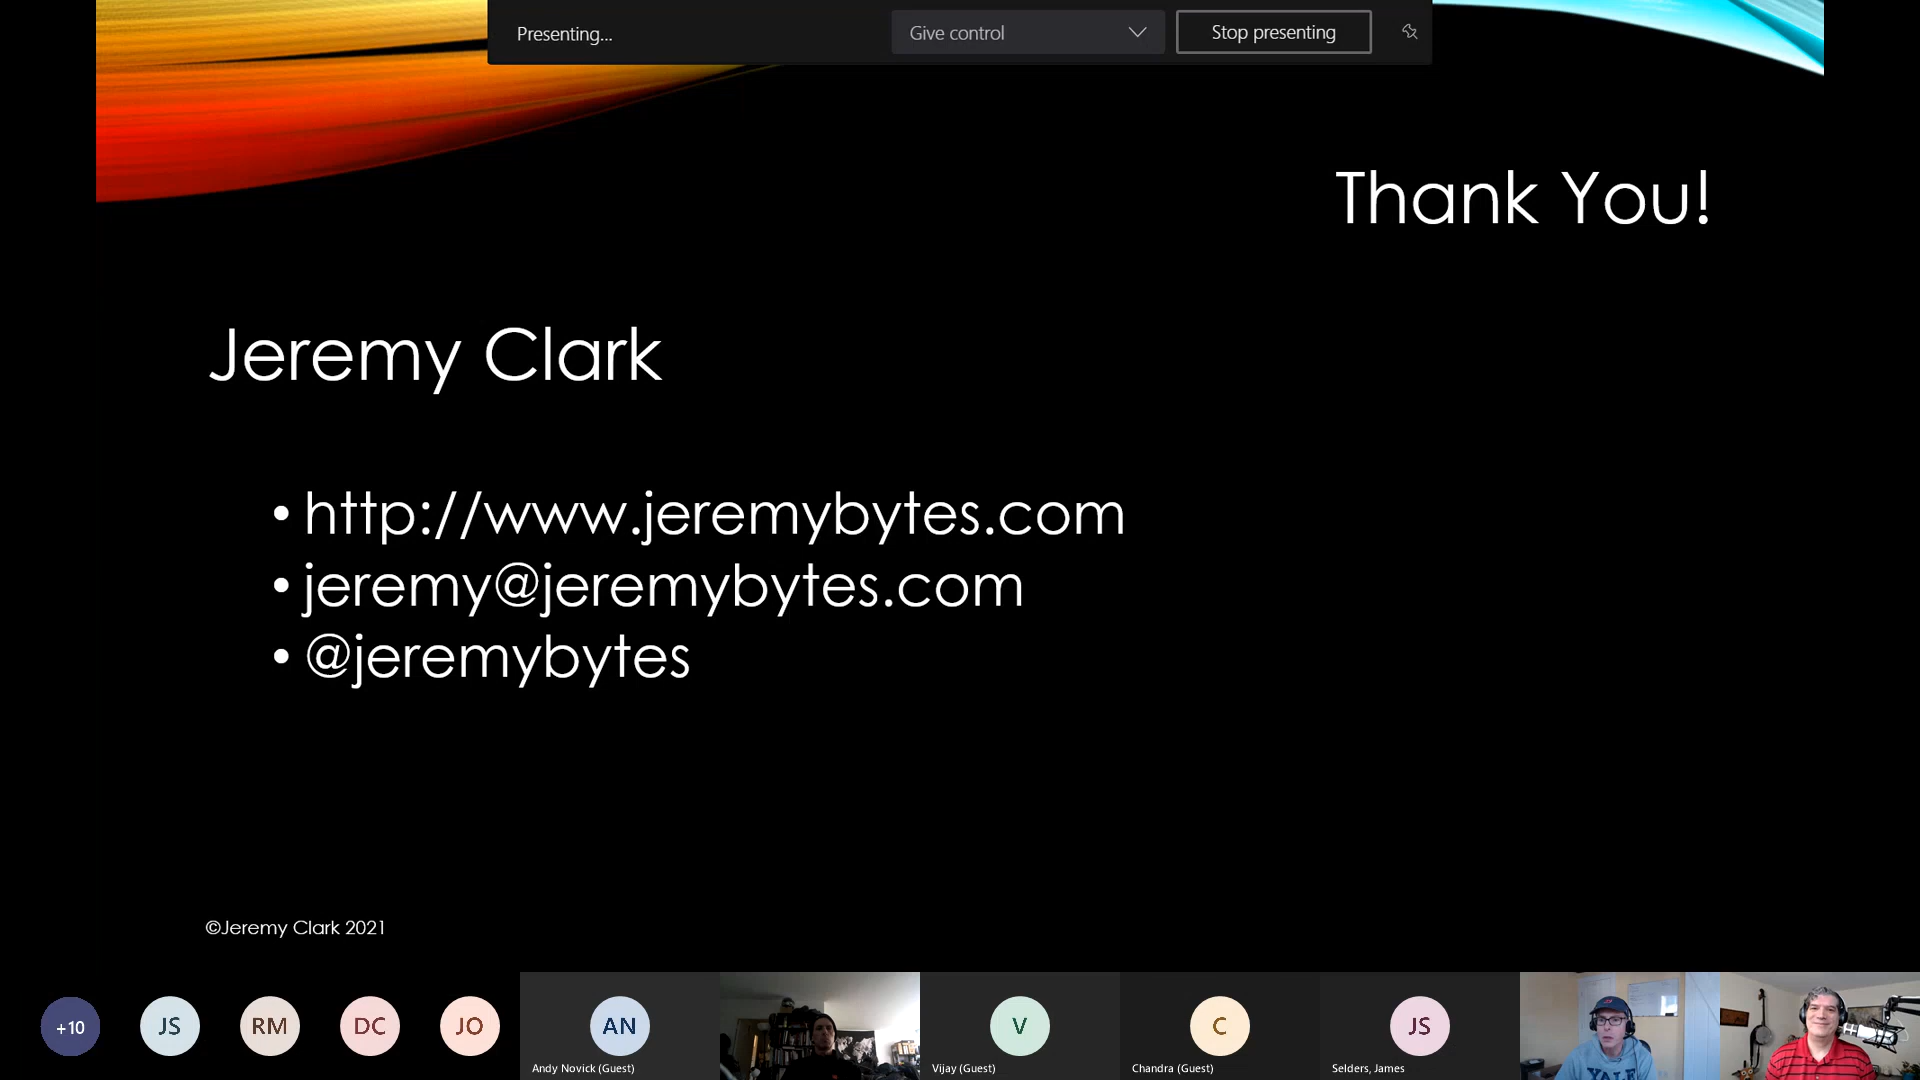 Presenting...
Give control
Stop presenting
Thank You!
Jeremy Clark
• http://www.jeremybytes.com
• jeremy@jeremybytes.com
• @jeremybytes
©Jeremy Clark 2021
+10
JS
RM
DC
JO
AN
Andy Novick (Guest)
V
Vijay (Guest)
C
Chandra (Guest)
JS
Selders, James
YALE